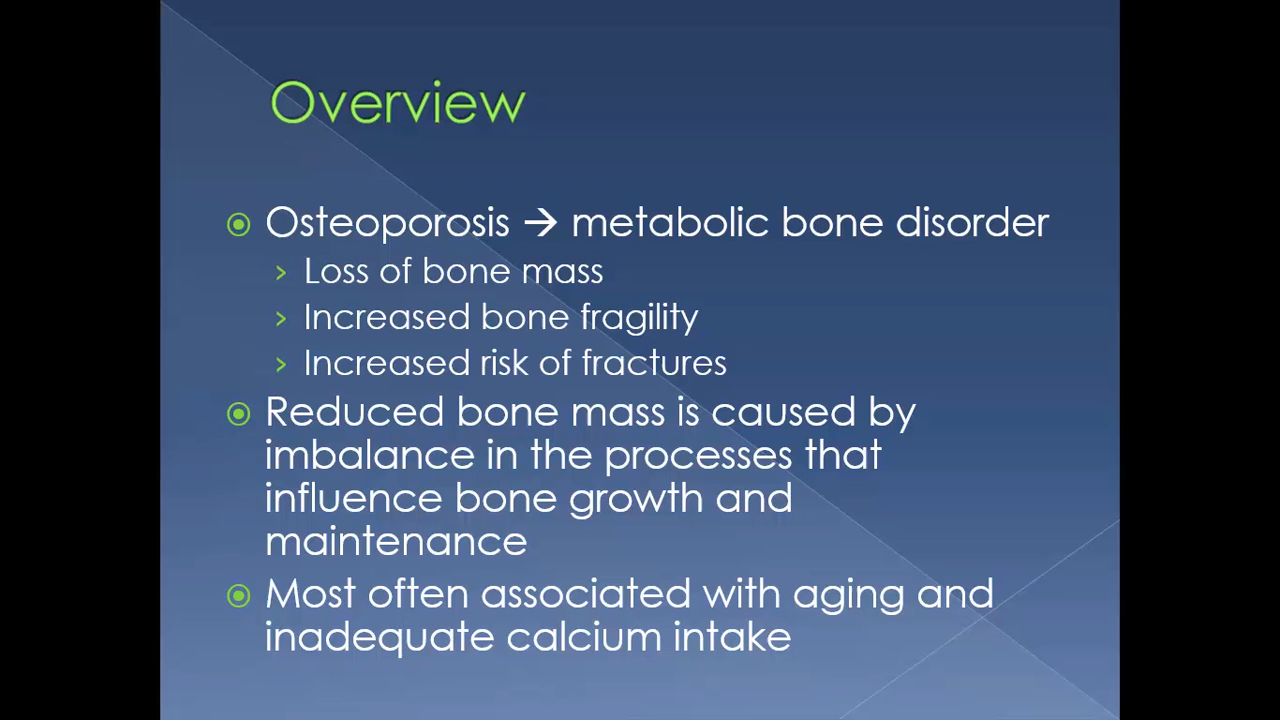 Overview
Osteoporosis → metabolic bone disorder
Loss of bone mass
Increased bone fragility
Increased risk of fractures
Reduced bone mass is caused by
imbalance in the processes that
influence bone growth and
maintenance
Most often associated with aging and
inadequate calcium intake